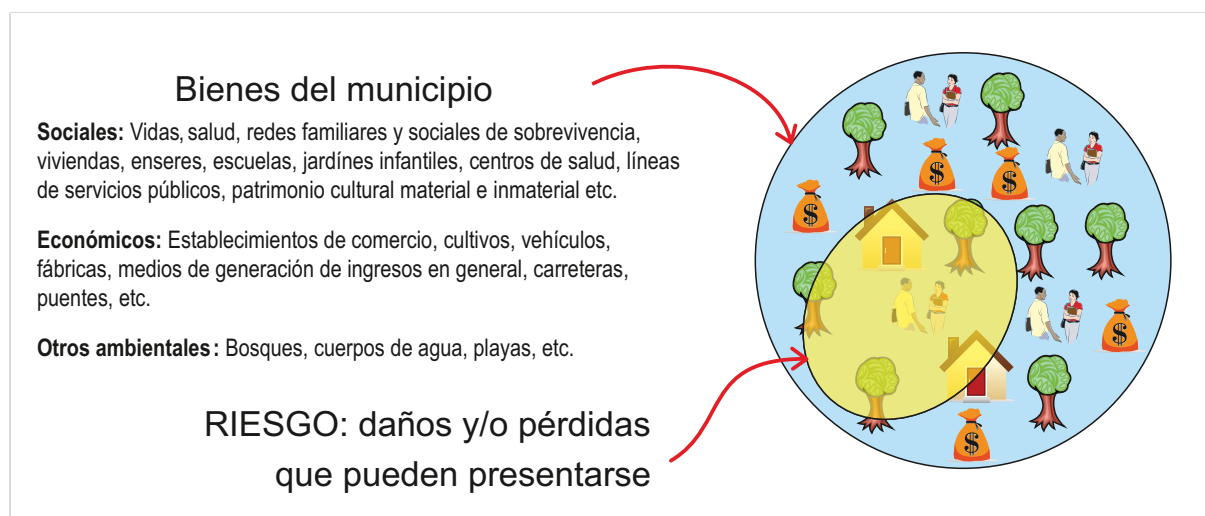 Bienes del municipio
Sociales: Vidas, salud, redes familiares y sociales de sobrevivencia,
viviendas, enseres, escuelas, jardínes infantiles, centros de salud, líneas
de servicios públicos, patrimonio cultural material e inmaterial etc.
Económicos: Establecimientos de comercio, cultivos, vehículos,
fábricas, medios de generación de ingresos en general, carreteras,
puentes, etc.
Otros ambientales: Bosques, cuerpos de agua, playas, etc.
RIESGO: daños y/o pérdidas
que pueden presentarse
$
$
$
$
$